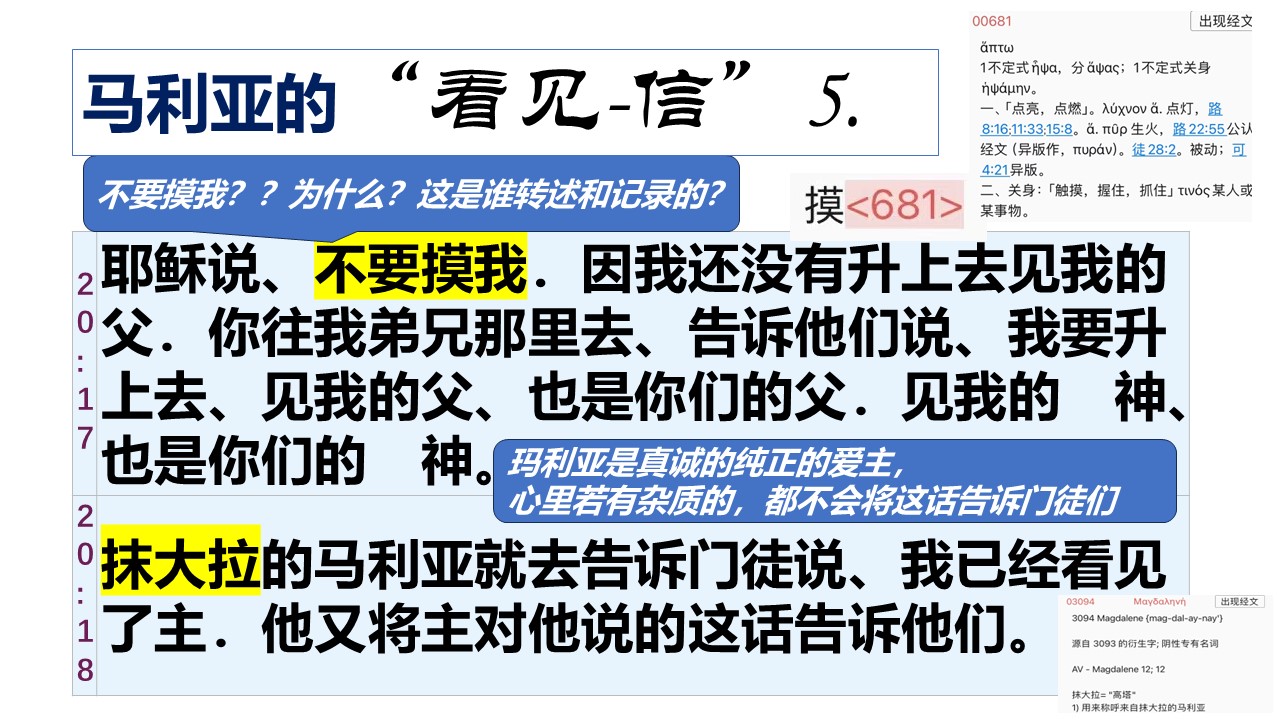 马利亚的 “看见-信” 5.
00681 出现经文
ἅπτω
1不定式ἧψα，分ἅψας；1不定式关身
ἡψάμην。
一、「点亮，点燃」。λύχνον ἅ. 点灯，路
8:16;11:33;15:8。ἅ. πῦρ 生火，路22:55公认
经文（异版作，πυράν）。徒28:2。被动；可
4:21异版。
二、关身：「触摸，握住，抓住」τινός某人或
某事物。
不要摸我？？为什么？这是谁转述和记录的？
摸<681>
20:17
耶稣说、不要摸我．因我还没有升上去见我的
父．你往我弟兄那里去、告诉他们说、我要升
上去、见我的父、也是你们的父．见我的　神、
也是你们的　神。
玛利亚是真诚的纯正的爱主，
心里若有杂质的，都不会将这话告诉门徒们
20:18
抹大拉的马利亚就去告诉门徒说、我已经看见
了主．他又将主对他说的这话告诉他们。
03094 Μαγδαληνή 出现经文
3094 Magdalene {mag-dal-ay-nay'}
源自 3093 的衍生字; 阴性专有名词
AV - Magdalene 12; 12
抹大拉= "高塔"
1) 用来称呼来自抹大拉的马利亚